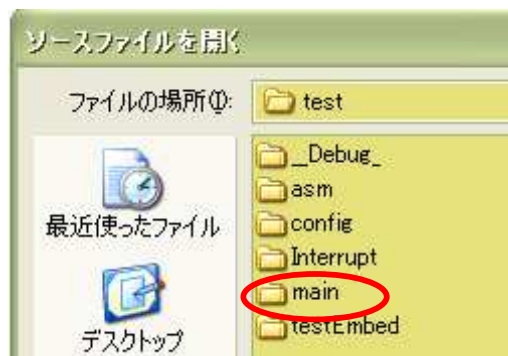 ソースファイルを開く
ファイルの場所(I):
test
最近使ったファイル
デスクトップ
__Debug_
asm
config
Interrupt
main
testEmbed